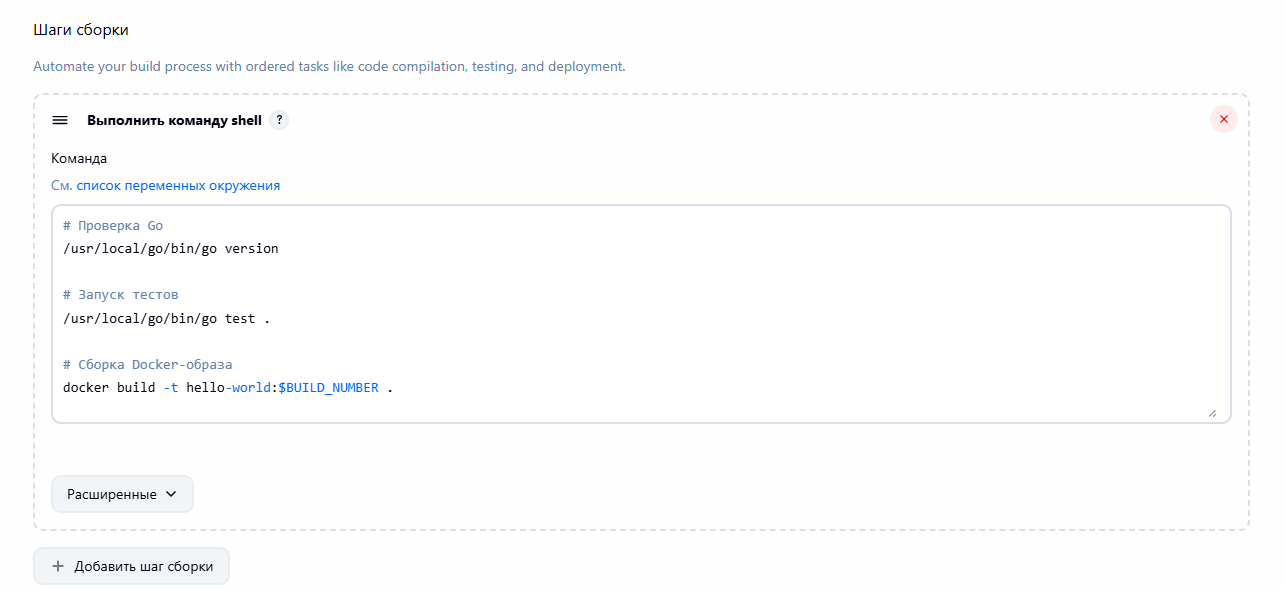 Шаги сборки
Automate your build process with ordered tasks like code compilation, testing, and deployment.
Выполнить команду shell ?
Команда
См. список переменных окружения
# Проверка Go
/usr/local/go/bin/go version
# Запуск тестов
/usr/local/go/bin/go test .
# Сборка Docker-образа
docker build -t hello-world:$BUILD_NUMBER .
Расширенные
Добавить шаг сборки